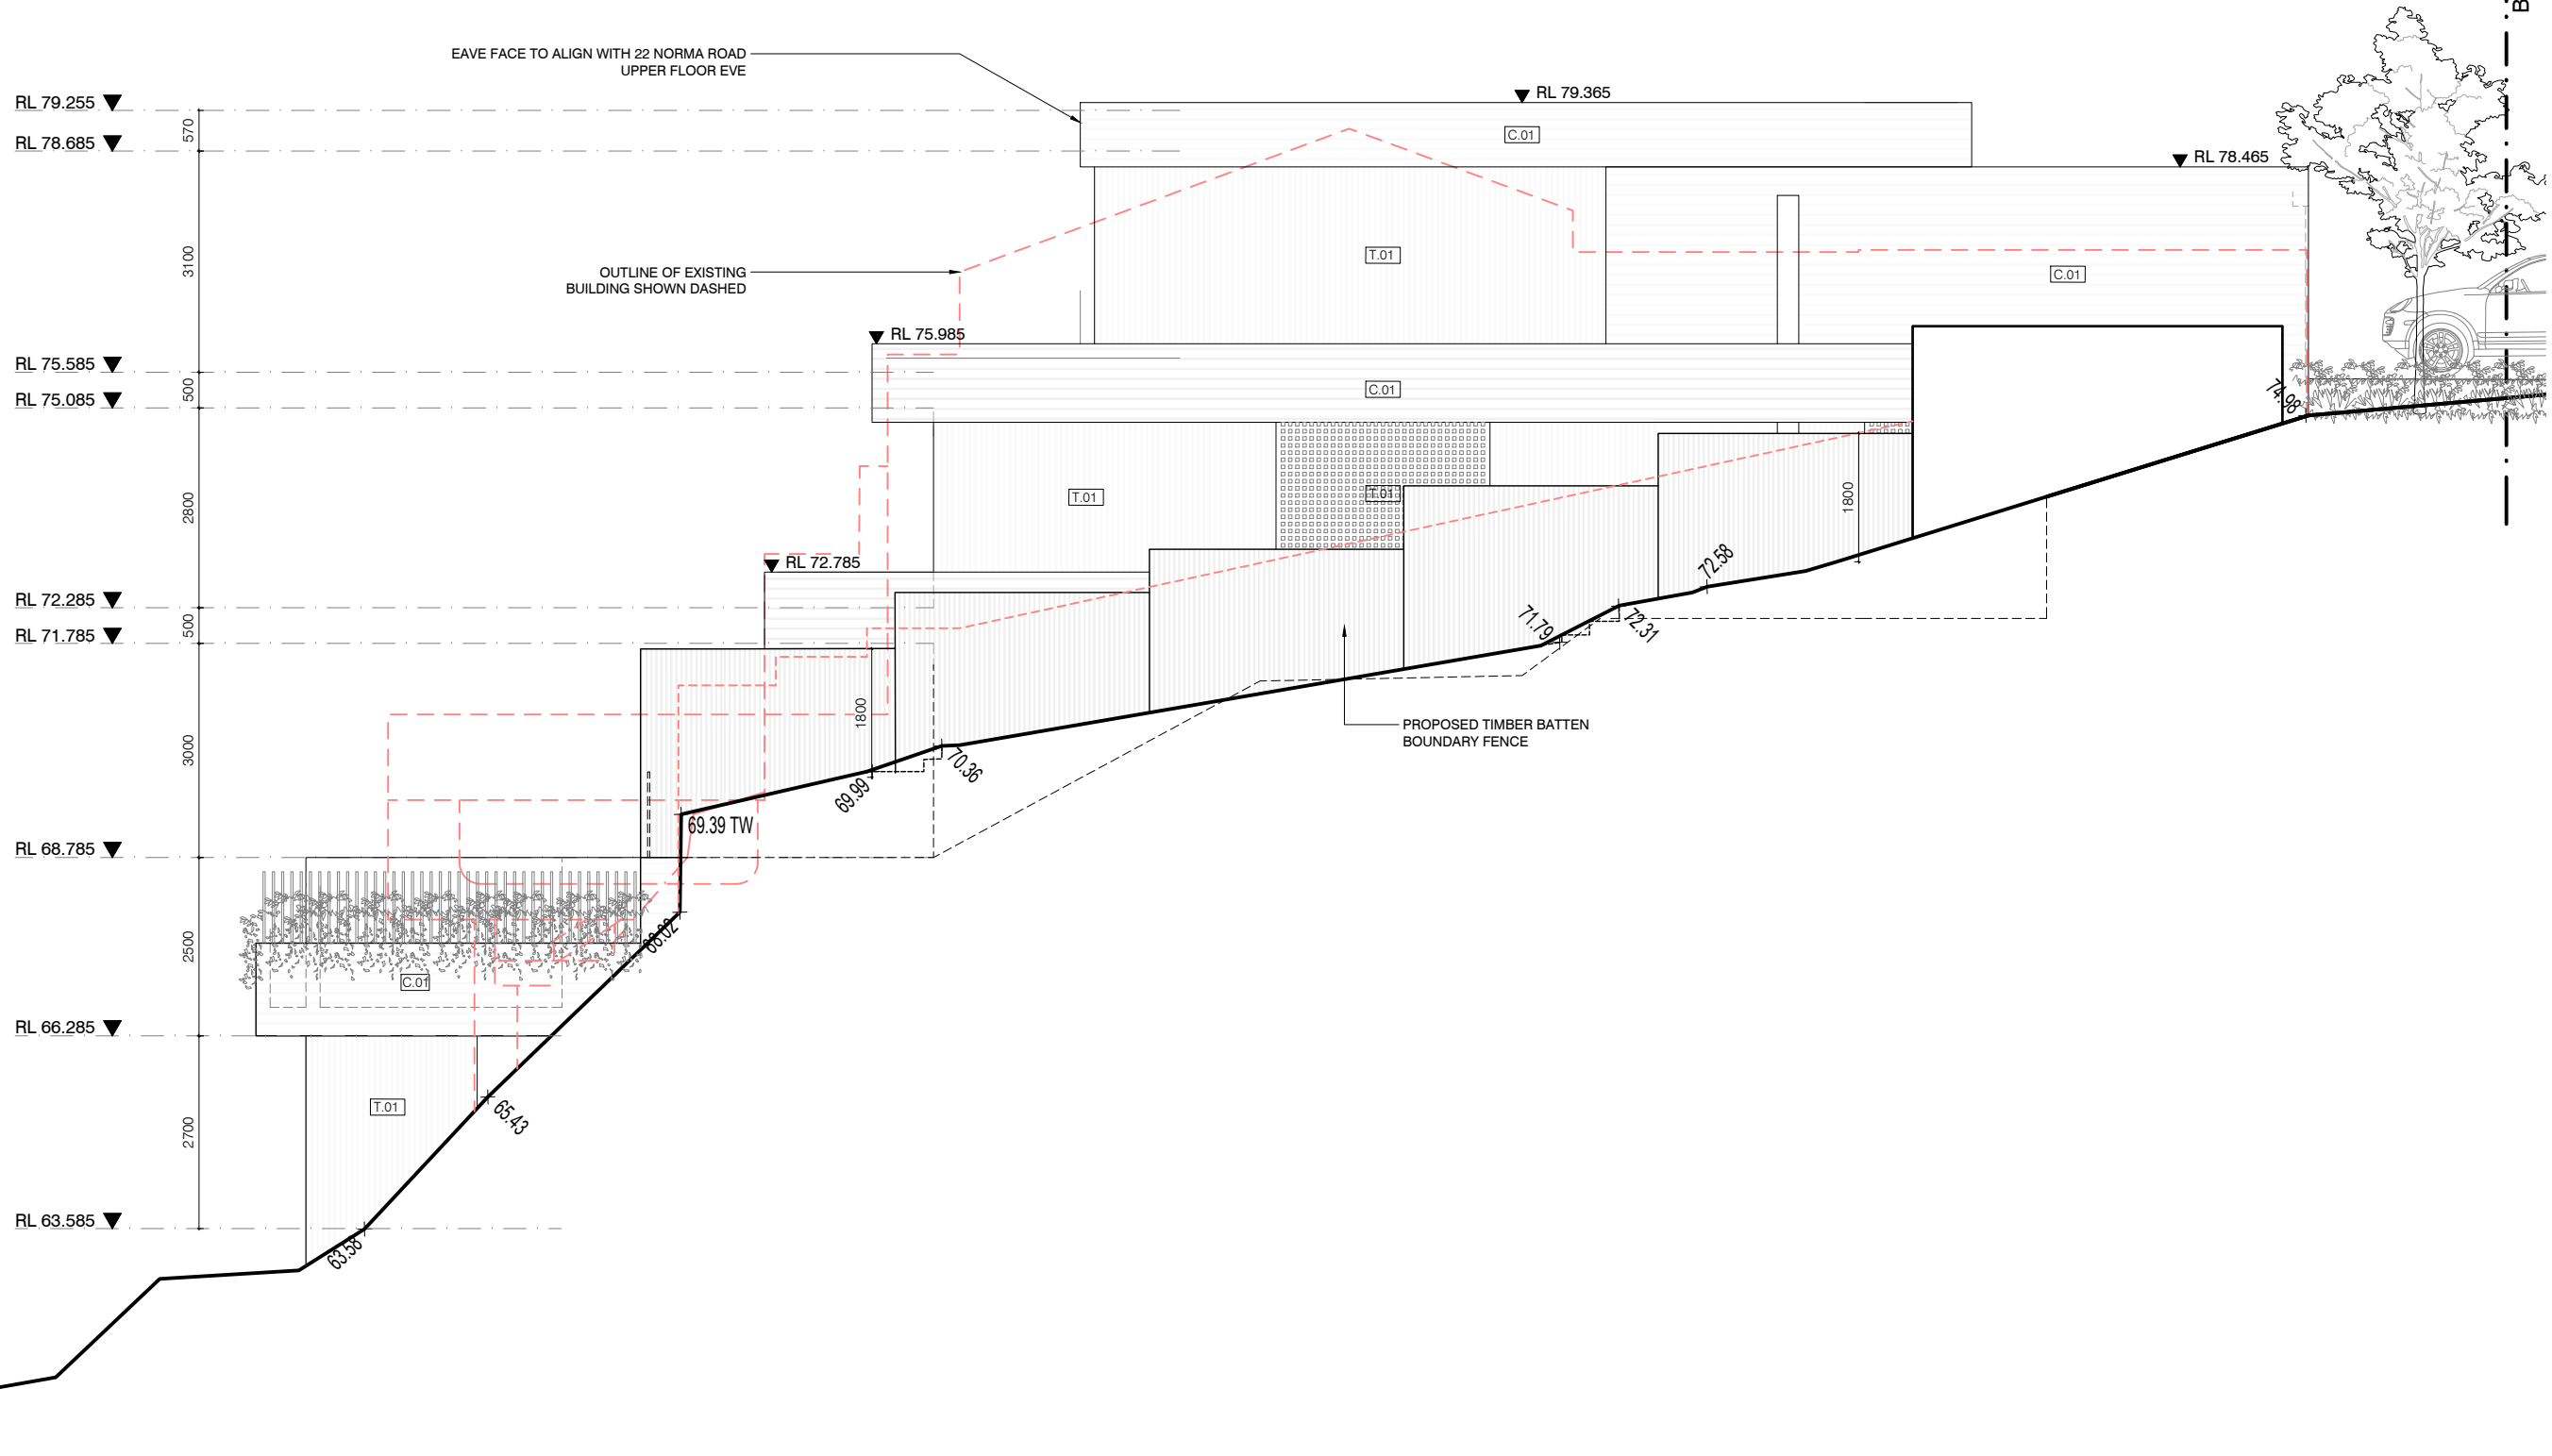 B
EAVE FACE TO ALIGN WITH 22 NORMA ROAD
UPPER FLOOR EVE
RL 79.255
RL 79.365
570
C.01
RL 78.685
RL 78.465
3100
T.01
OUTLINE OF EXISTING
BUILDING SHOWN DASHED
C.01
RL 75.985
RL 75.585
500
C.01
RL 75.085
74.98
2800
T.01
T.01
1800
RL 72.785
72.58
RL 72.285
500
71.79
72.31
RL 71.785
1800
PROPOSED TIMBER BATTEN
BOUNDARY FENCE
3000
70.36
69.99
69.39 TW
RL 68.785
68.02
2500
C.01
RL 66.285
T.01
65.43
2700
RL 63.585
63.58